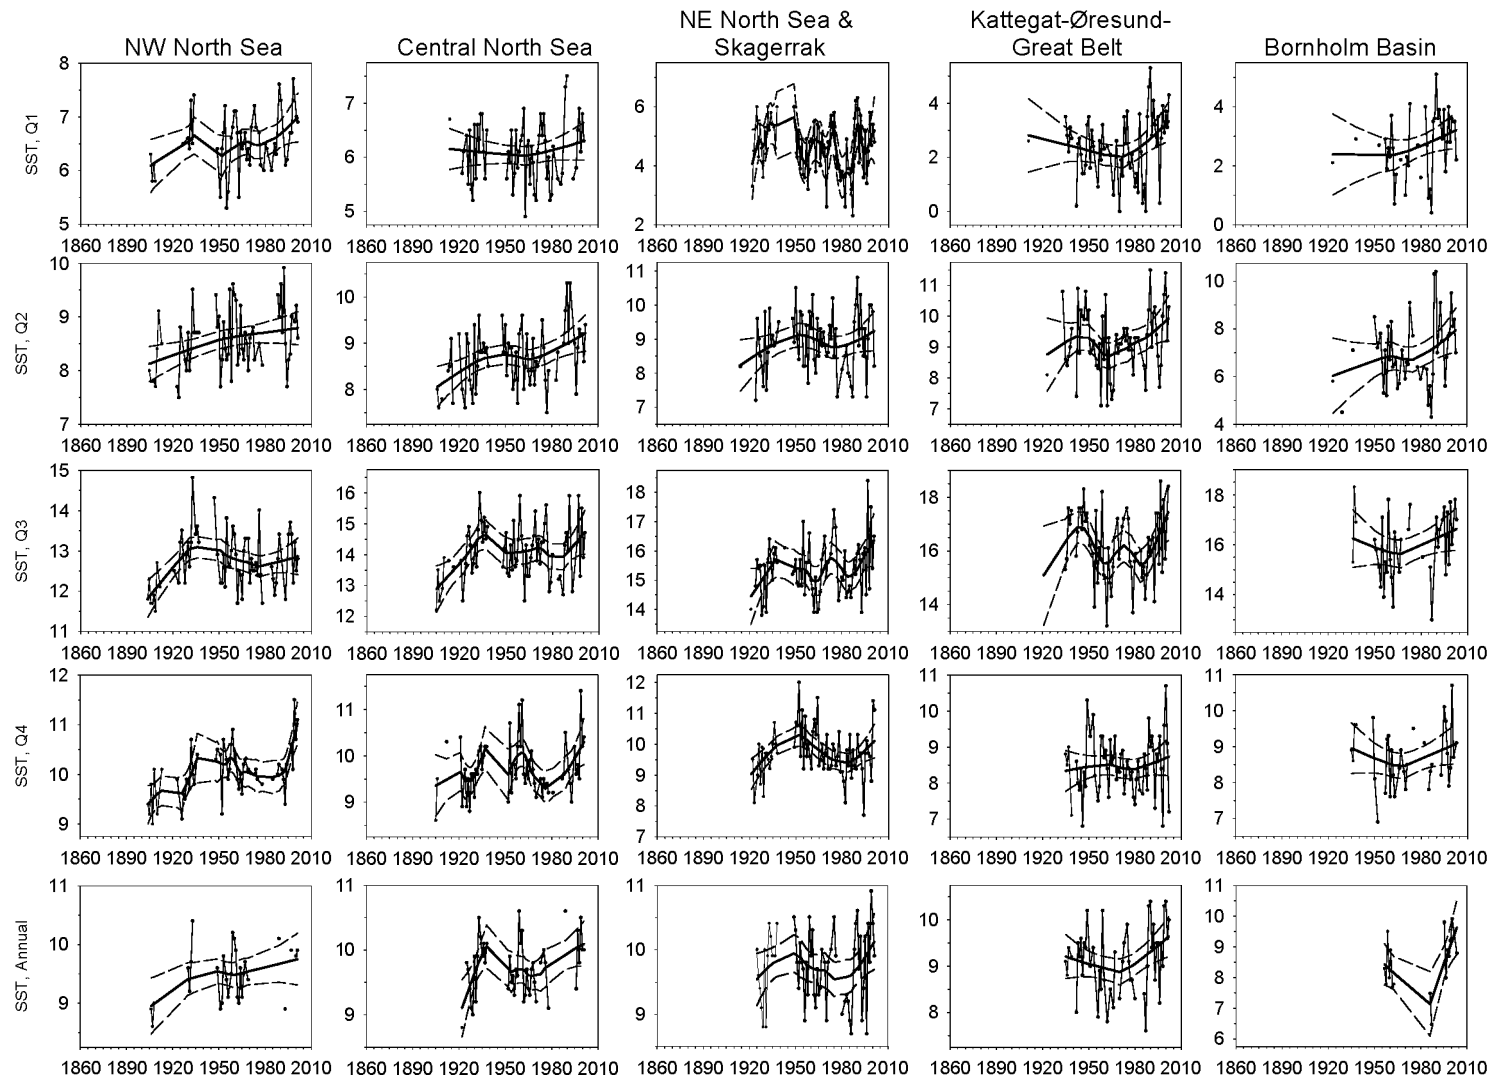 NW North Sea
Central North Sea
NE North Sea &
Skagerrak
Kattegat-Øresund-
Great Belt
Bornholm Basin
SST, Q1
8
7
6
5
7
6
5
6
4
2
4
2
0
4
2
0
1860 1890 1920 1950 1980 2010
1860 1890 1920 1950 1980 2010
1860 1890 1920 1950 1980 2010
1860 1890 1920 1950 1980 2010
1860 1890 1920 1950 1980 2010
SST, Q2
10
9
8
7
10
9
8
11
10
9
8
7
11
10
9
8
7
10
8
6
4
1860 1890 1920 1950 1980 2010
1860 1890 1920 1950 1980 2010
1860 1890 1920 1950 1980 2010
1860 1890 1920 1950 1980 2010
1860 1890 1920 1950 1980 2010
SST, Q3
15
14
13
12
11
16
15
14
13
12
18
17
16
15
14
18
16
14
18
16
14
1860 1890 1920 1950 1980 2010
1860 1890 1920 1950 1980 2010
1860 1890 1920 1950 1980 2010
1860 1890 1920 1950 1980 2010
1860 1890 1920 1950 1980 2010
SST, Q4
12
11
10
9
11
10
9
12
11
10
9
8
7
11
10
9
8
7
10
9
8
7
1860 1890 1920 1950 1980 2010
1860 1890 1920 1950 1980 2010
1860 1890 1920 1950 1980 2010
1860 1890 1920 1950 1980 2010
1860 1890 1920 1950 1980 2010
SST, Annual
11
10
9
11
10
9
11
10
9
10
9
8
11
10
9
8
7
6
1860 1890 1920 1950 1980 2010
1860 1890 1920 1950 1980 2010
1860 1890 1920 1950 1980 2010
1860 1890 1920 1950 1980 2010
1860 1890 1920 1950 1980 2010